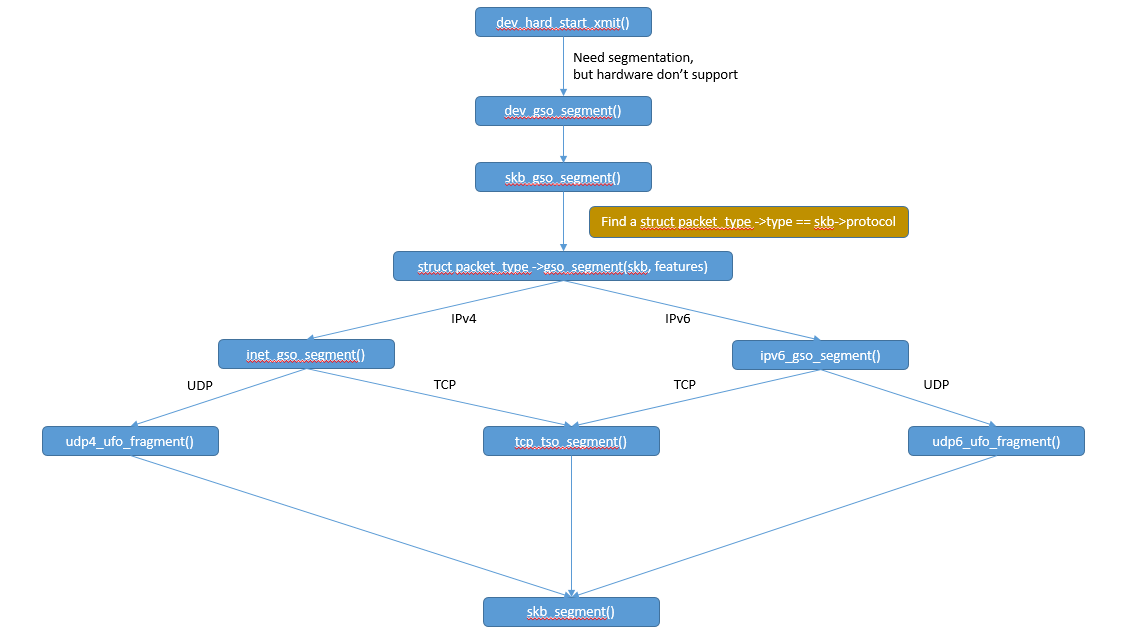 dev_hard_start_xmit()
Need segmentation,
but hardware don't support
dev_gso_segment()
skb_gso_segment()
Find a struct packet_type ->type == skb->protocol
struct packet_type ->gso_segment(skb, features)
IPv4
IPv6
inet_gso_segment()
ipv6_gso_segment()
UDP
TCP
TCP
UDP
udp4_ufo_fragment()
tcp_tso_segment()
udp6_ufo_fragment()
skb_segment()